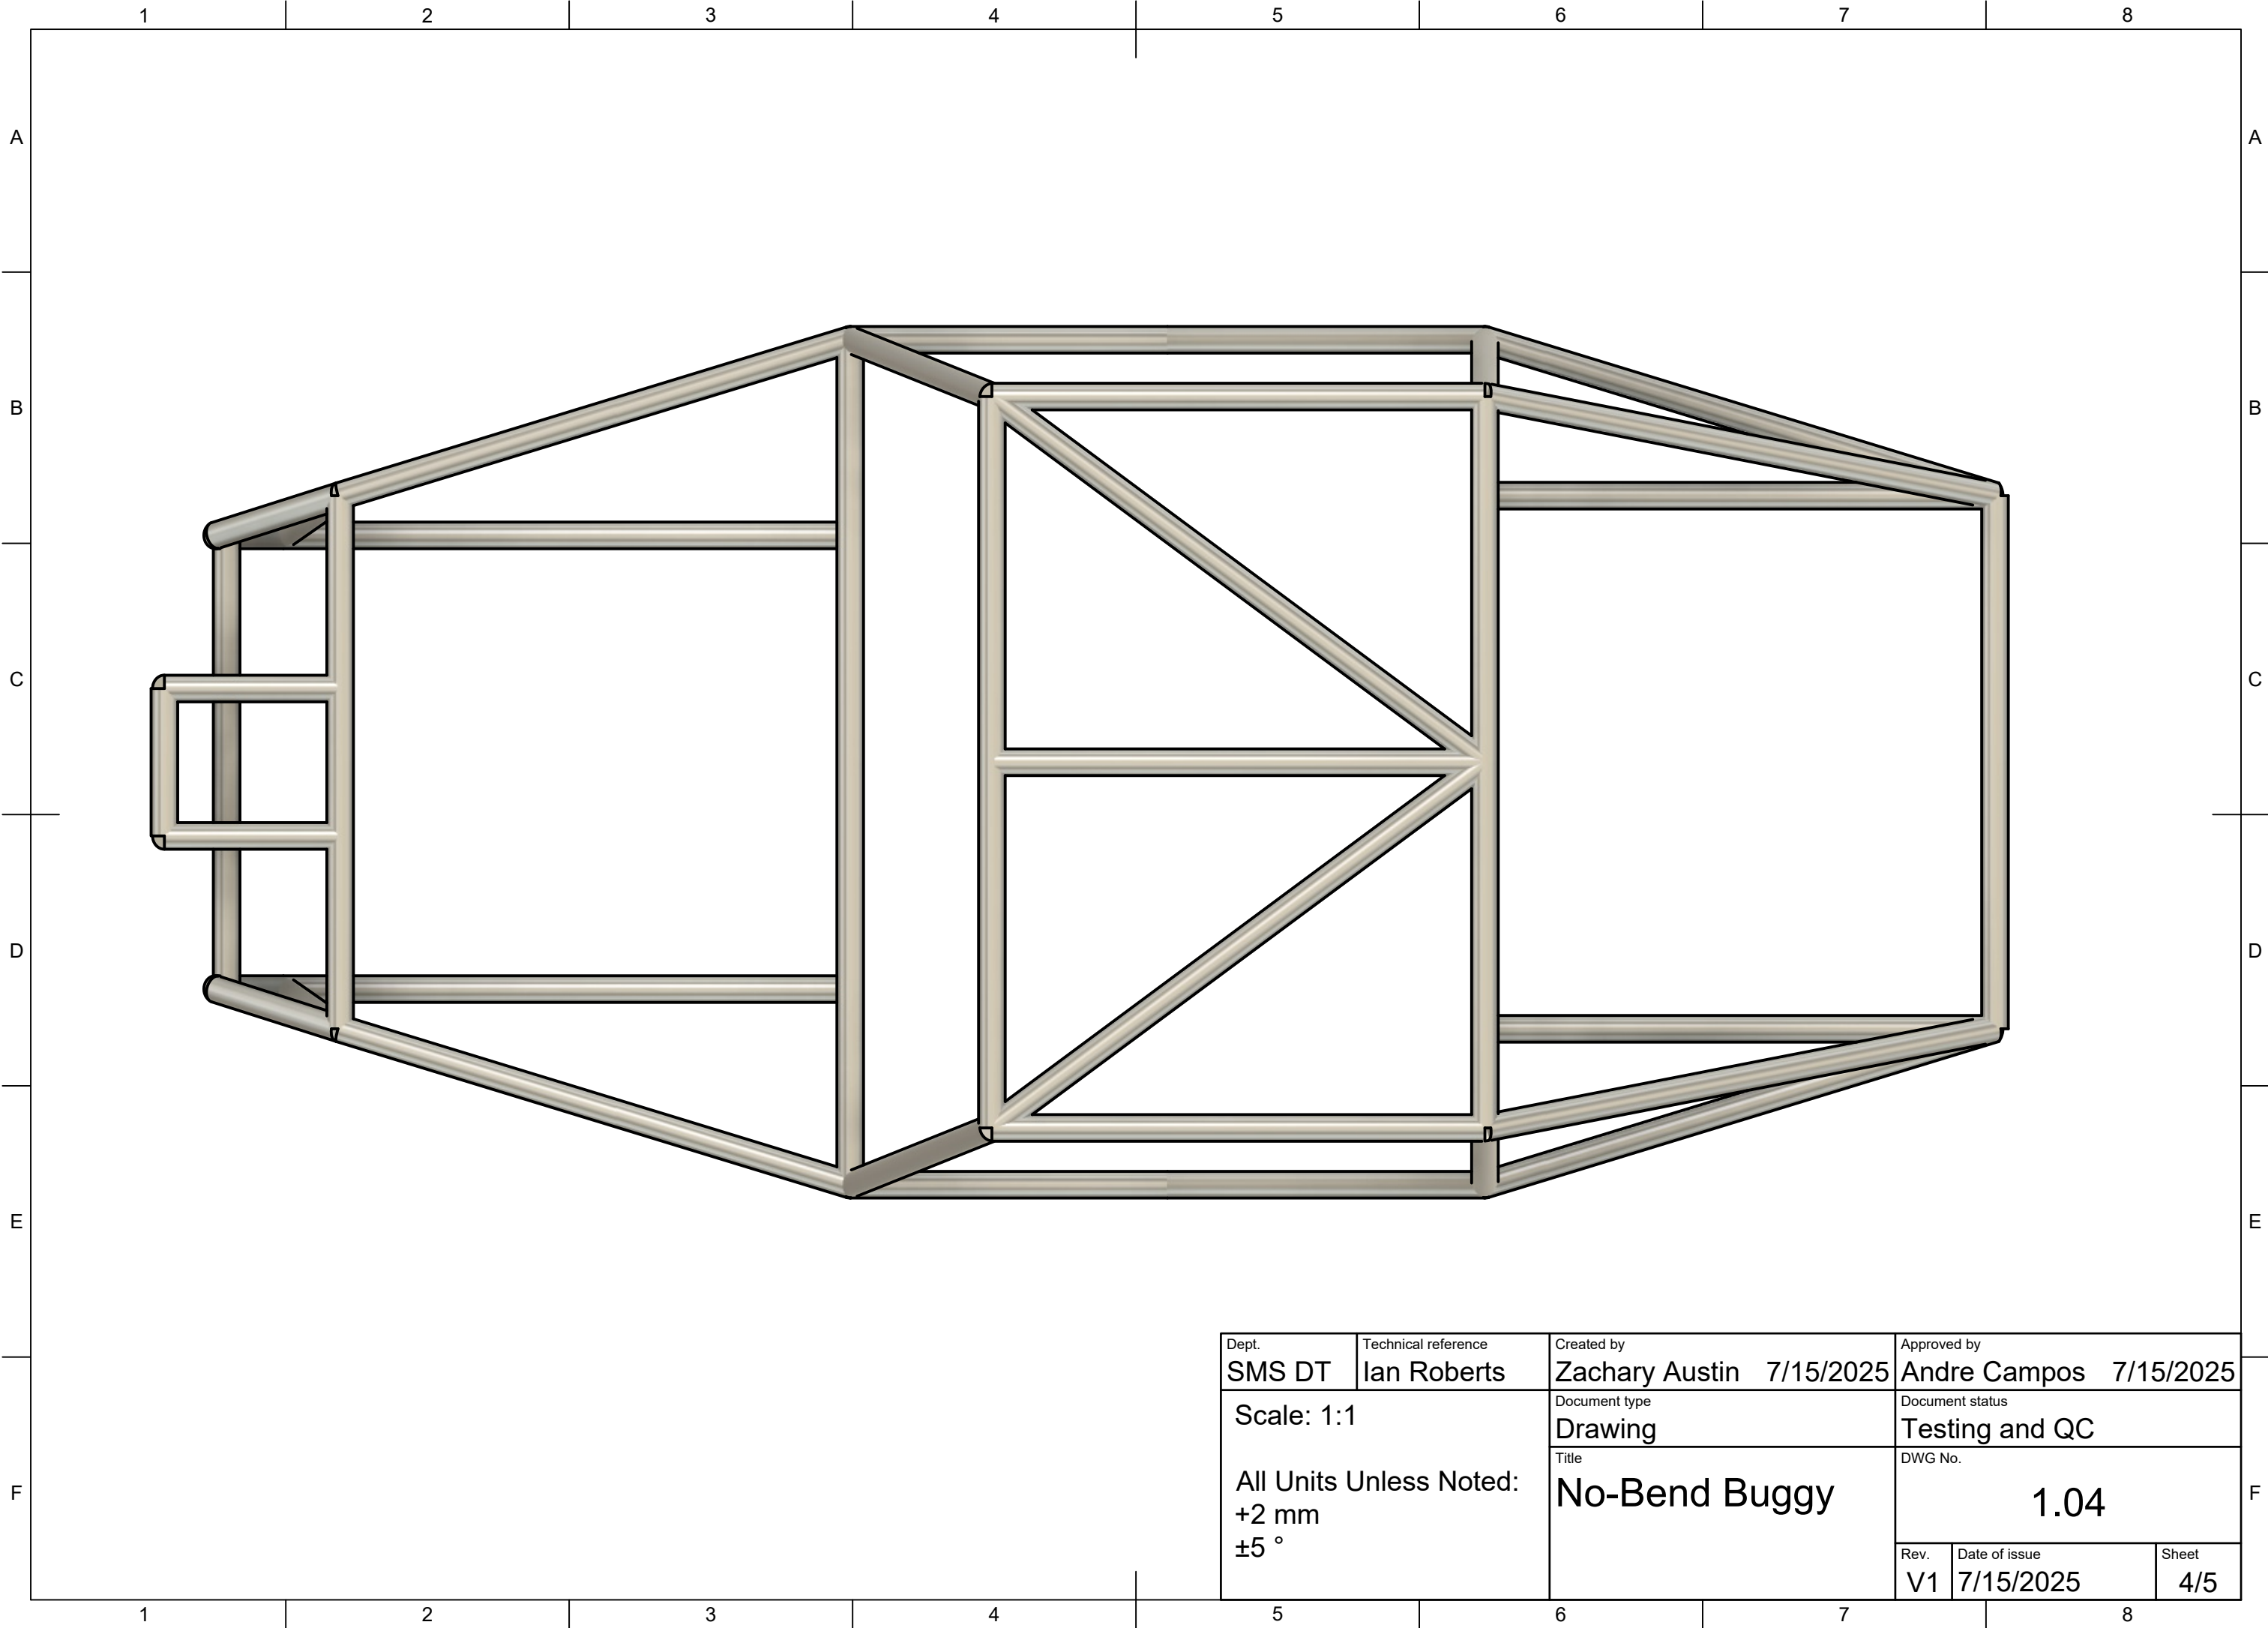 1 2 3 4 5 6 7 8
A A
B B
C C
D D
E E
F F
Dept.
SMS DT
Technical reference
Ian Roberts
Created by
Zachary Austin 7/15/2025
Approved by
Andre Campos 7/15/2025
Scale: 1:1
All Units Unless Noted:
+2 mm
±5 °
Document type
Drawing
Document status
Testing and QC
Title
No-Bend Buggy
DWG No.
1.04
Rev.
V1
Date of issue
7/15/2025
Sheet
4/5
1 2 3 4 5 6 7 8